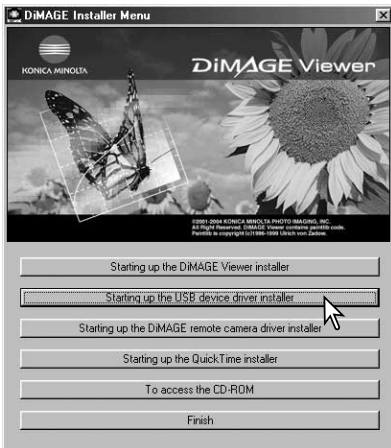 DiMAGE Installer Menu
KONICA MINOLTA
DiMAGE Viewer
©2001-2004 KONICA MINOLTA PHOTO IMAGING, INC.
All Right Reserved. DiMAGE Viewer contains paintlib code.
Paintlib is copyright (c)1996-1999 Ulrich von Zadow.
Starting up the DiMAGE Viewer installer
Starting up the USB device driver installer
Starting up the DiMAGE remote camera driver installer
Starting up the QuickTime installer
To access the CD-ROM
Finish